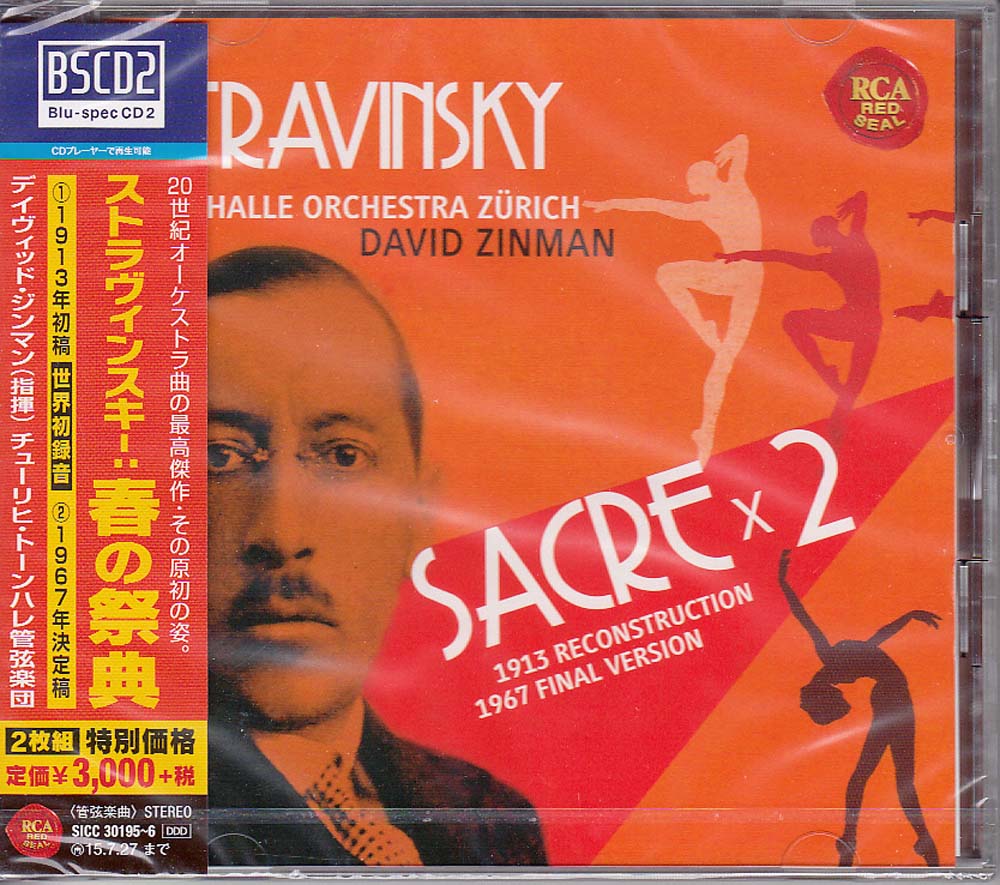 BSCD2
Blu-spec CD 2
CDプレーヤーで再生可能
20世紀オーケストラ曲の最高傑作・その原初の姿。
ストラヴィンスキー:春の祭典
①1913年初稿 世界初録音 ②1967年決定稿
デイヴィッド・ジンマン(指揮)チューリヒ・トーンハレ管弦楽団
2枚組 特別価格
定価¥3,000+税
RCA
RED
SEAL
〈管弦楽曲〉 STEREO
SICC 30195~6 DDD
15.7.27 まで
TRAVINSKY
HALLE ORCHESTRA ZÜRICH
DAVID ZINMAN
RCA
RED
SEAL
SACRE x 2
1913 RECONSTRUCTION
1967 FINAL VERSION